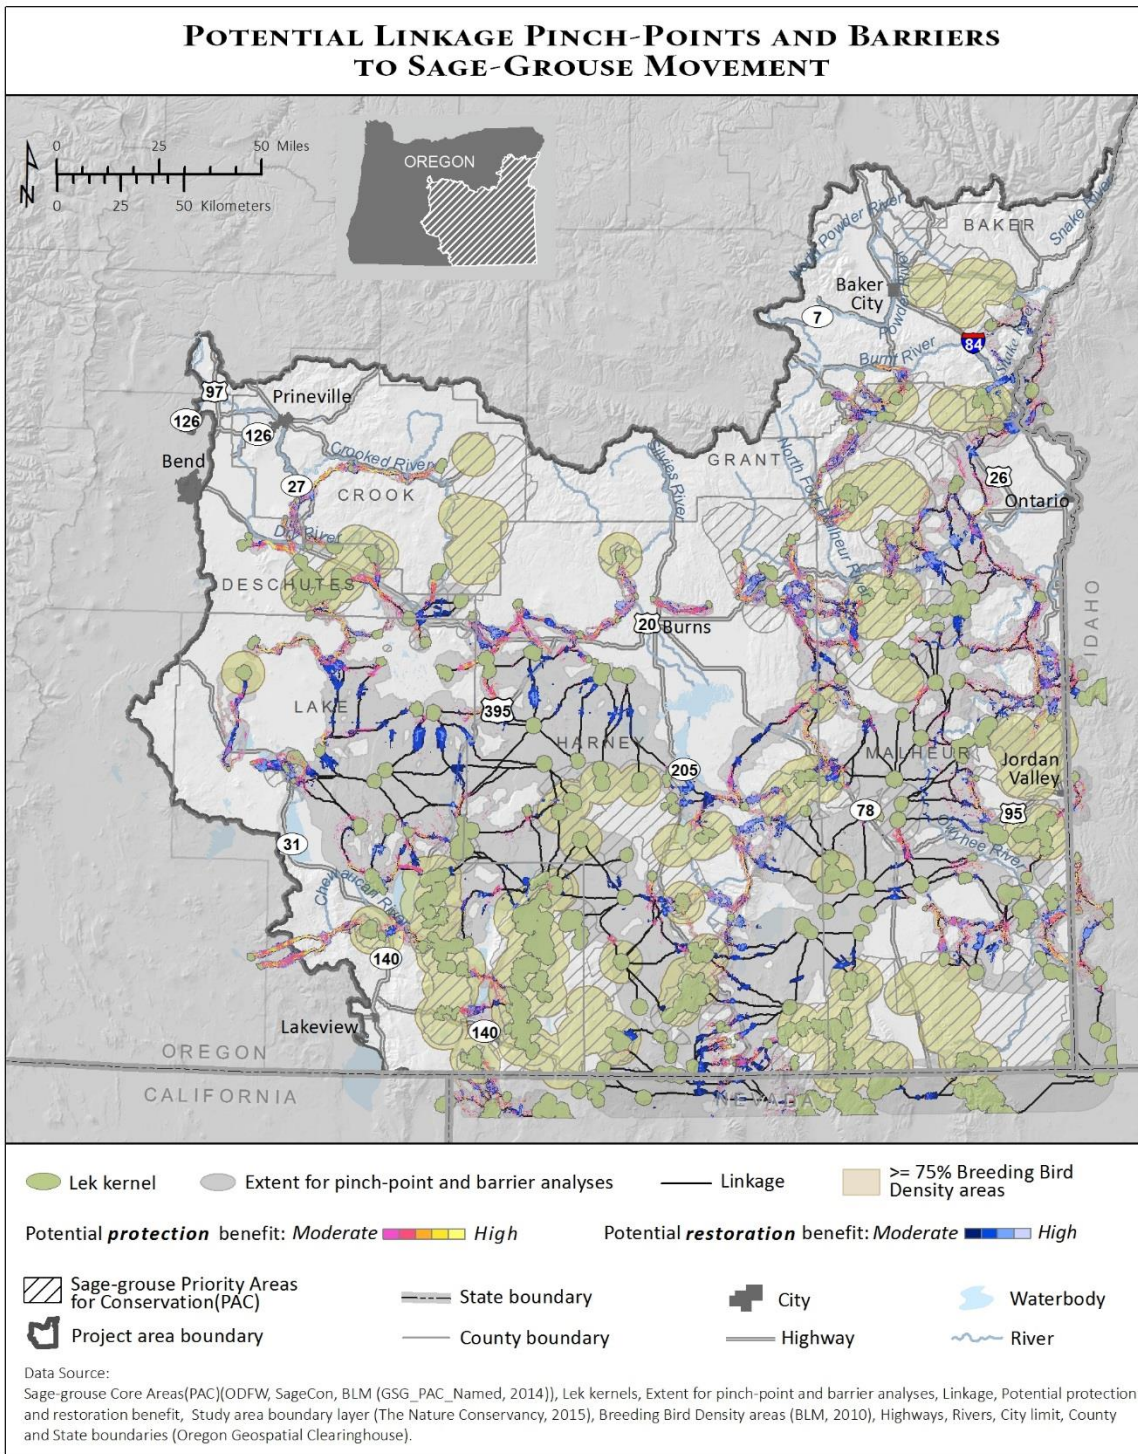 POTENTIAL LINKAGE PINCH-POINTS AND BARRIERS
TO SAGE-GROUSE MOVEMENT
0 25 50 Miles
0 25 50 Kilometers
N
OREGON
BAKER
Snake River
North Powder River
Baker
City
Powder River
7
84
Burnt River
Snake River
97
Prineville
126
126
Bend
Crooked River
27
CROOK
Silvies River
GRANT
North Fork Malheur River
26
Ontario
Dry River
DESCHUTES
20
Burns
IDAHO
LAKE
395
HARNEY
MALHEUR
Jordan
Valley
205
78
95
31
Owyhee River
Chewaucan River
140
Lakeview
140
OREGON
CALIFORNIA
NEVADA
Lek kernel
Extent for pinch-point and barrier analyses
Linkage
>= 75% Breeding Bird
Density areas
Potential protection benefit: Moderate High
Potential restoration benefit: Moderate High
Sage-grouse Priority Areas
for Conservation(PAC)
State boundary
City
Waterbody
Project area boundary
County boundary
Highway
River
Data Source:
Sage-grouse Core Areas(PAC)(ODFW, SageCon, BLM (GSG_PAC_Named, 2014)), Lek kernels, Extent for pinch-point and barrier analyses, Linkage, Potential protection
and restoration benefit, Study area boundary layer (The Nature Conservancy, 2015), Breeding Bird Density areas (BLM, 2010), Highways, Rivers, City limit, County
and State boundaries (Oregon Geospatial Clearinghouse).